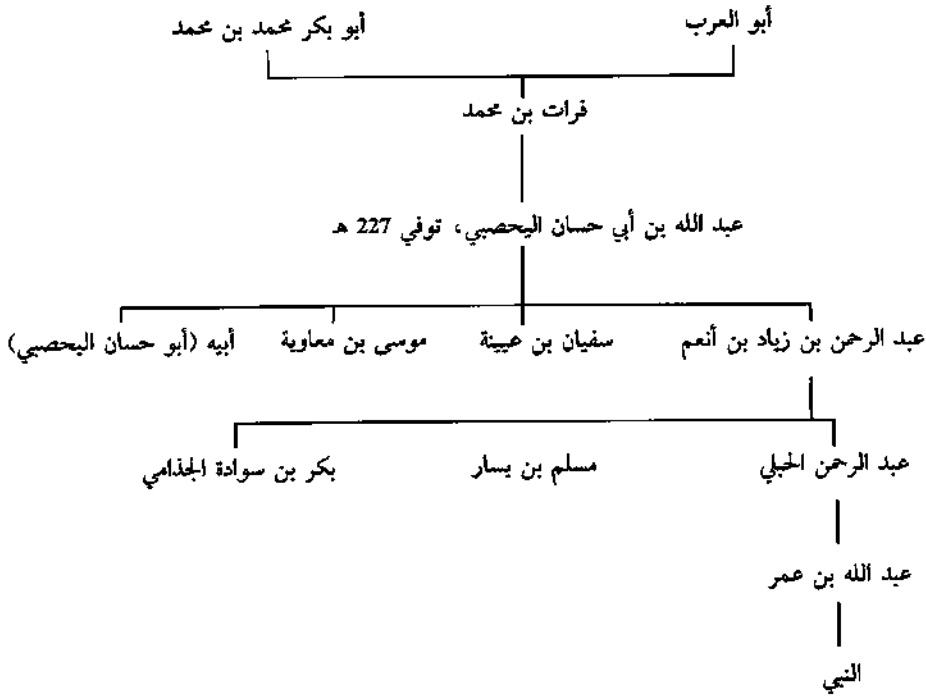 أبو العرب
أبو بكر محمد بن محمد
فرات بن محمد
عبد الله بن أبي حسان اليحصبي، توفي 227 هـ
عبد الرحمن بن زياد بن أنعم
سفيان بن عيينة
موسى بن معاوية
أبيه (أبو حسان اليحصبي)
عبد الرحمن الحبلي
مسلم بن يسار
بكر بن سوادة الجذامي
عبد الله بن عمر
النبي